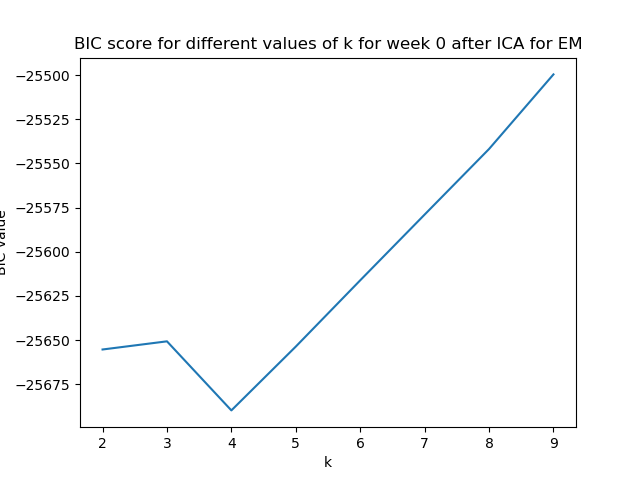 BIC score for different values of k for week 0 after ICA for EM
−25500
−25525
−25550
−25575
−25600
−25625
−25650
−25675
BIC value
2 3 4 5 6 7 8 9
k